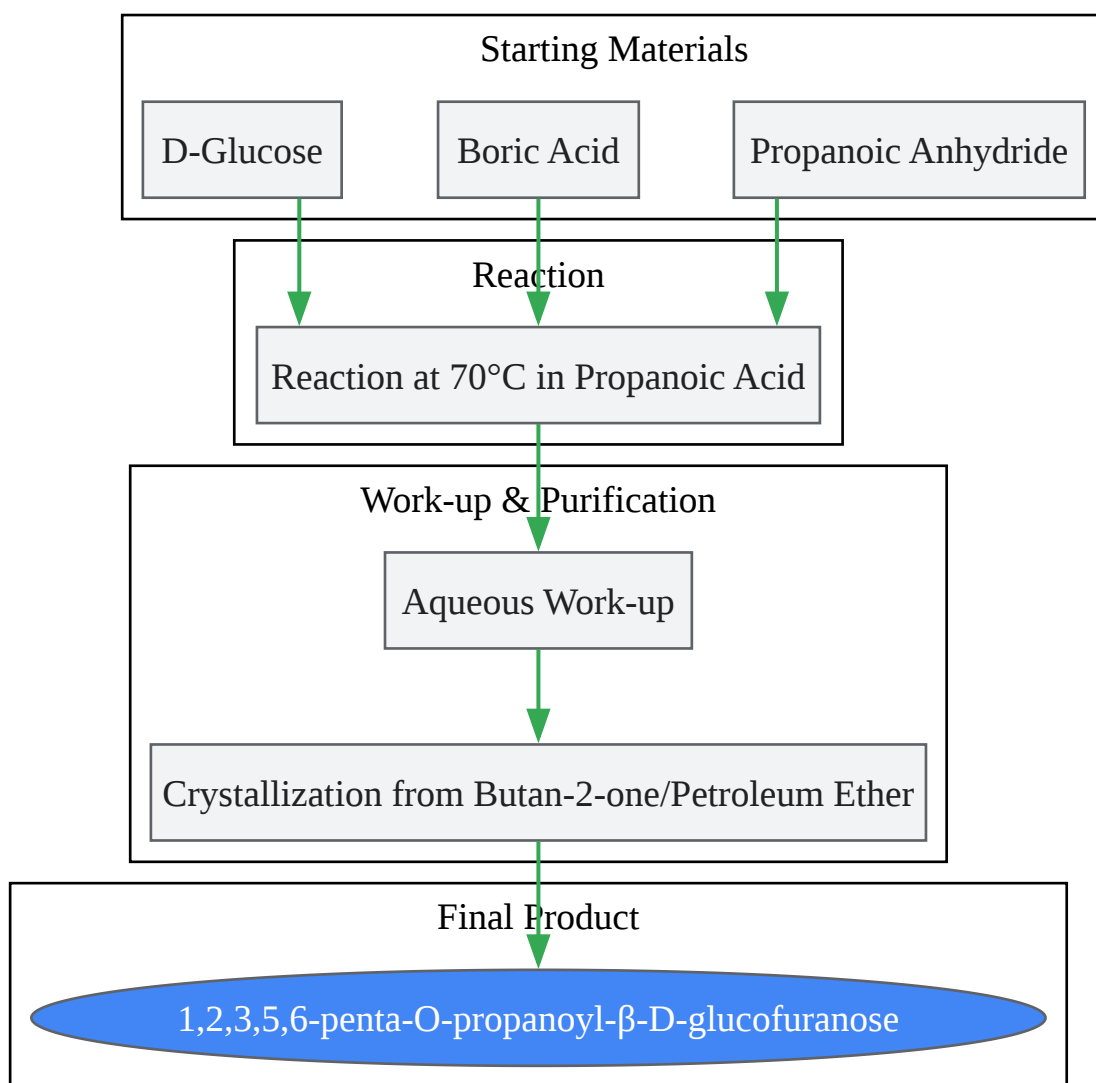 Starting Materials
D-Glucose
Boric Acid
Propanoic Anhydride
Reaction
Reaction at 70°C in Propanoic Acid
Work-up & Purification
Aqueous Work-up
Crystallization from Butan-2-one/Petroleum Ether
Final Product
1,2,3,5,6-penta-O-propanoyl-β-D-glucofuranose